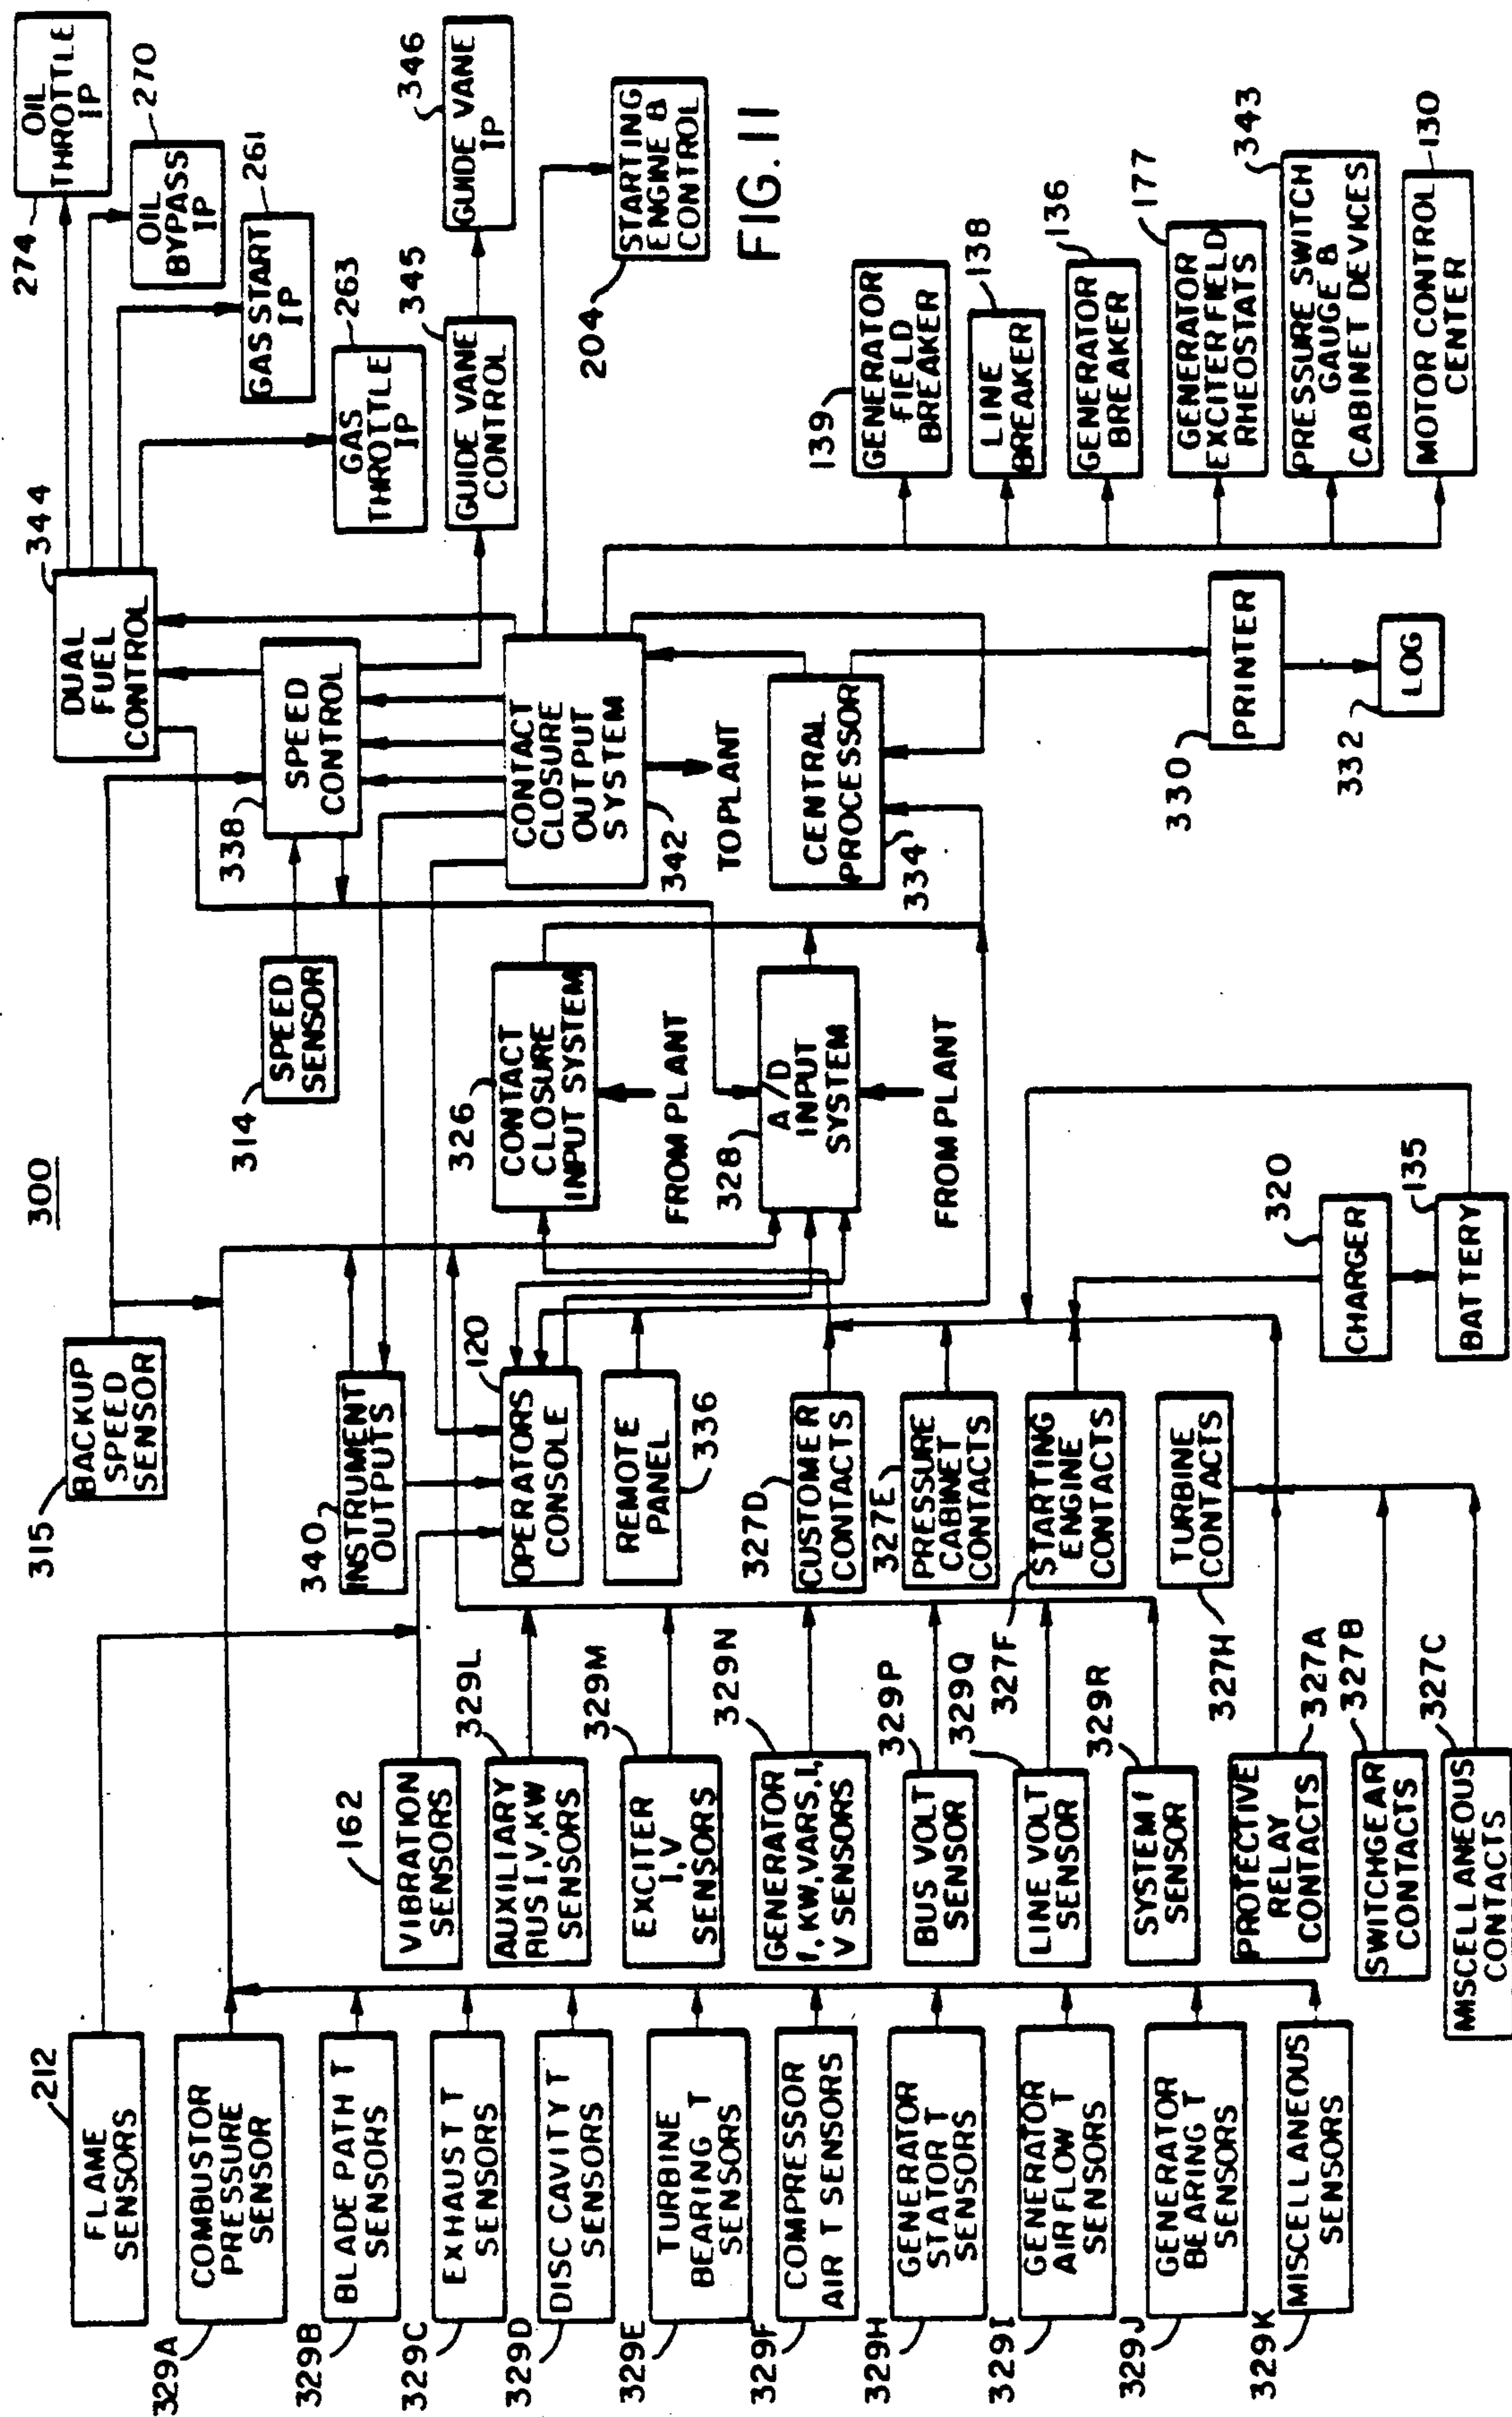 300
FIG. 11
212
FLAME
SENSORS
329A
COMBUSTOR
PRESSURE
SENSOR
329B
BLADE PATH T
SENSORS
329C
EXHAUST T
SENSORS
329D
DISC CAVITY T
SENSORS
329E
TURBINE
BEARING T
SENSORS
329F
COMPRESSOR
AIR T SENSORS
329H
GENERATOR
STATOR T
SENSORS
329I
GENERATOR
AIRFLOW T
SENSORS
329J
GENERATOR
BEARING T
SENSORS
329K
MISCELLANEOUS
SENSORS
162
VIBRATION
SENSORS
329L
AUXILIARY
BUS I,V,KW
SENSORS
329M
EXCITER
I,V
SENSORS
329N
GENERATOR
f,KW,VARS,I,
V SENSORS
329P
BUS VOLT
SENSOR
329Q
LINE VOLT
SENSOR
329R
SYSTEM f
SENSOR
327A
PROTECTIVE
RELAY
CONTACTS
327B
SWITCHGEAR
CONTACTS
327C
MISCELLANEOUS
CONTACTS
315
BACKUP
SPEED
SENSOR
340
INSTRUMENT
OUTPUTS
120
OPERATORS
CONSOLE
REMOTE
PANEL
336
327D
CUSTOMER
CONTACTS
327E
PRESSURE
CABINET
CONTACTS
327F
STARTING
ENGINE
CONTACTS
327H
TURBINE
CONTACTS
320
CHARGER
135
BATTERY
314
SPEED
SENSOR
326
CONTACT
CLOSURE
INPUT SYSTEM
FROM PLANT
328
A/D
INPUT
SYSTEM
FROM PLANT
344
DUAL
FUEL
CONTROL
338
SPEED
CONTROL
CONTACT
CLOSURE
OUTPUT
SYSTEM
342
TO PLANT
CENTRAL
PROCESSOR
334
330
PRINTER
332
LOG
274
OIL
THROTTLE
IP
270
OIL
BYPASS
IP
261
GAS START
IP
263
GAS
THROTTLE
IP
345
GUIDE VANE
CONTROL
346
GUIDE VANE
IP
204
STARTING
ENGINE &
CONTROL
139
GENERATOR
FIELD
BREAKER
138
LINE
BREAKER
136
GENERATOR
BREAKER
177
GENERATOR
EXCITER FIELD
RHEOSTATS
343
PRESSURE SWITCH
GAUGE &
CABINET DEVICES
130
MOTOR CONTROL
CENTER